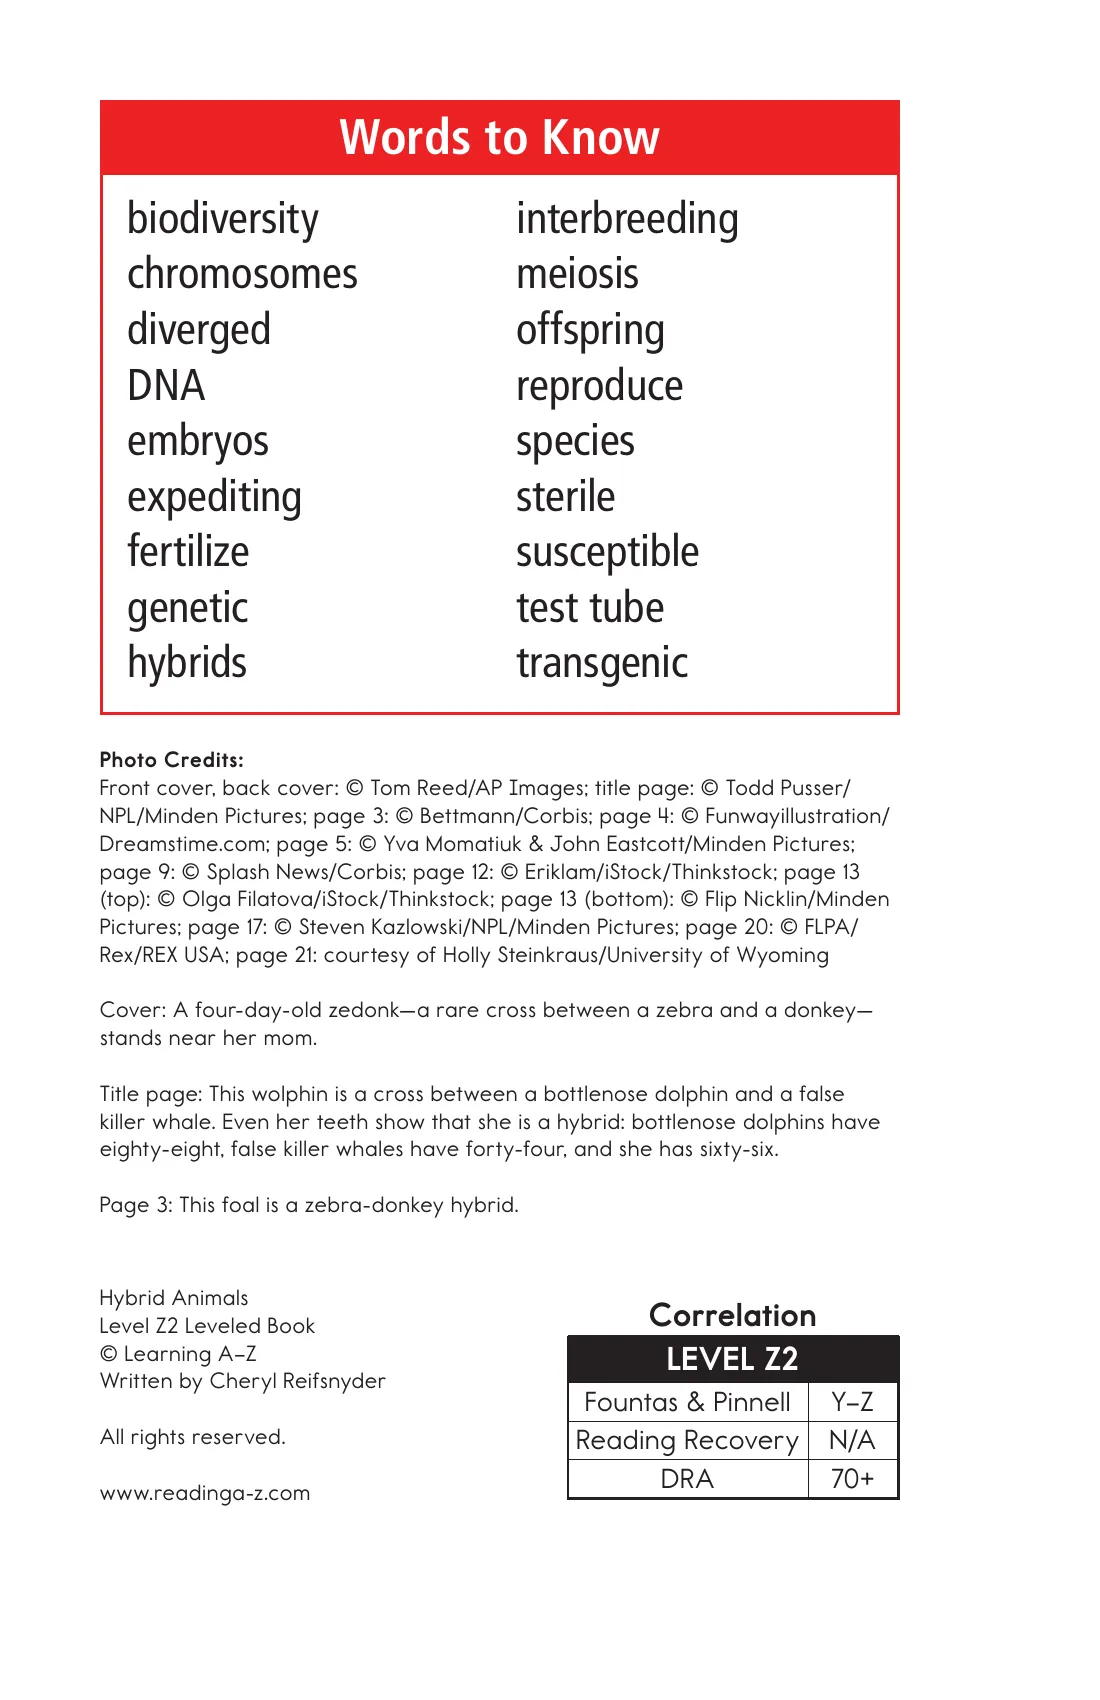 Words to Know
biodiversity
chromosomes
diverged
DNA
embryos
expediting
fertilize
genetic
hybrids
interbreeding
meiosis
offspring
reproduce
species
sterile
susceptible
test tube
transgenic
Photo Credits:
Front cover, back cover: © Tom Reed/AP Images; title page: © Todd Pusser/
NPL/Minden Pictures; page 3: © Bettmann/Corbis; page 4: © Funwayillustration/
Dreamstime.com; page 5: © Yva Momatiuk & John Eastcott/Minden Pictures;
page 9: © Splash News/Corbis; page 12: © Eriklam/iStock/Thinkstock; page 13
(top): © Olga Filatova/iStock/Thinkstock; page 13 (bottom): © Flip Nicklin/Minden
Pictures; page 17: © Steven Kazlowski/NPL/Minden Pictures; page 20: © FLPA/
Rex/REX USA; page 21: courtesy of Holly Steinkraus/University of Wyoming
Cover: A four-day-old zedonk—a rare cross between a zebra and a donkey—
stands near her mom.
Title page: This wolphin is a cross between a bottlenose dolphin and a false
killer whale. Even her teeth show that she is a hybrid: bottlenose dolphins have
eighty-eight, false killer whales have forty-four, and she has sixty-six.
Page 3: This foal is a zebra-donkey hybrid.
Hybrid Animals
Level Z2 Leveled Book
© Learning A–Z
Written by Cheryl Reifsnyder
All rights reserved.
www.readinga-z.com
Correlation
LEVEL Z2
Fountas & Pinnell Y–Z
Reading Recovery N/A
DRA 70+